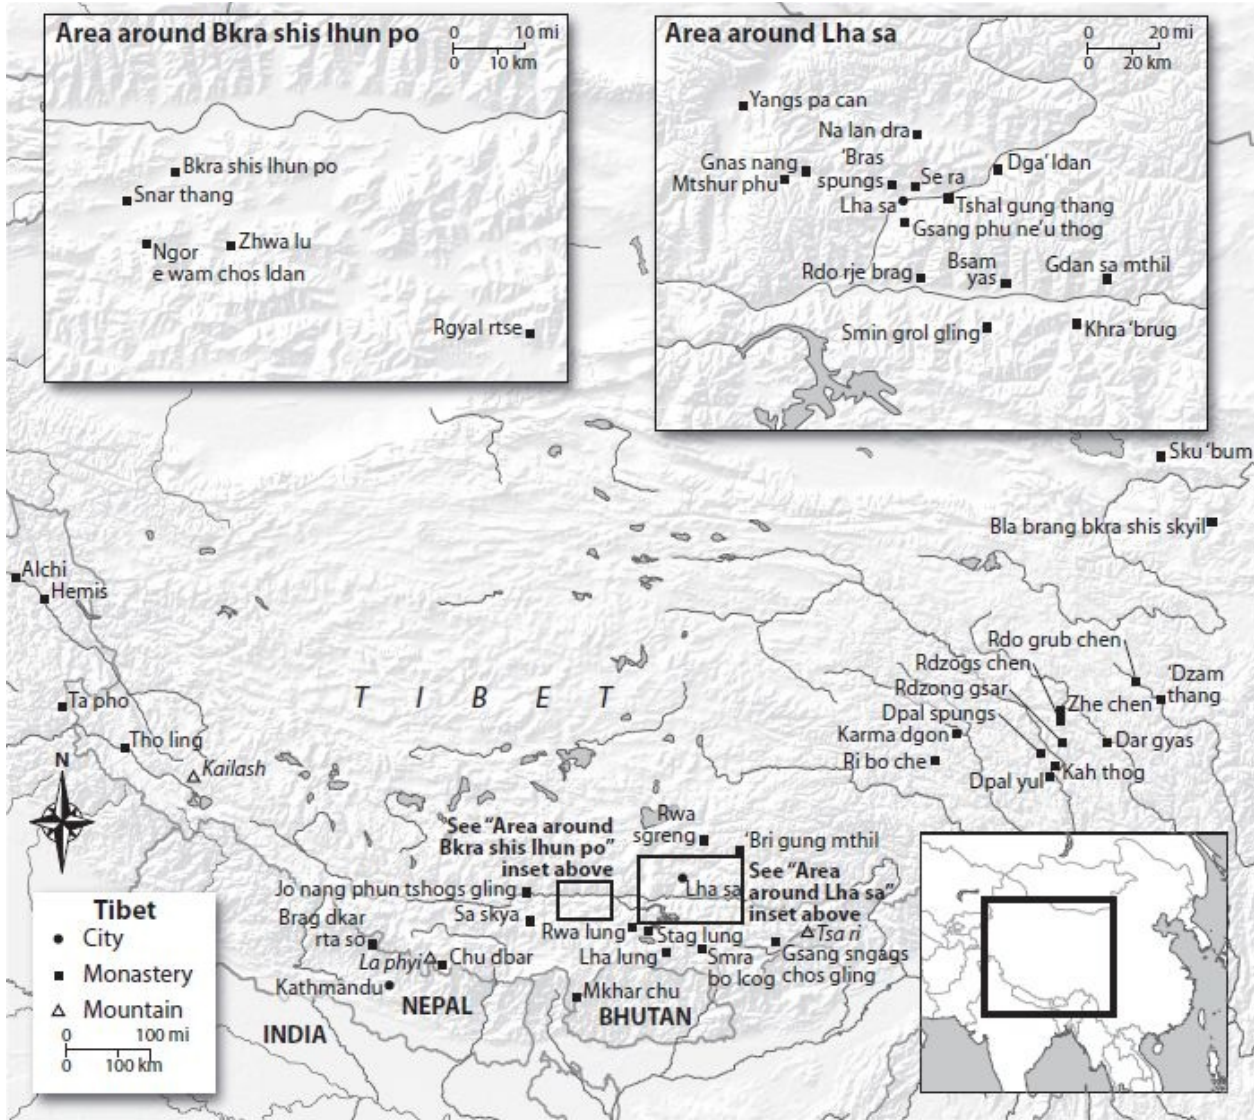 Area around Bkra shis lhun po
0 10 mi
0 10 km
Bkra shis lhun po
Snar thang
Ngor
e wam chos ldan
Zhwa lu
Rgyal rtse
Area around Lha sa
0 20 mi
0 20 km
Yangs pa can
Na lan dra
Gnas nang
Mtshur phu
'Bras
spungs
Se ra
Dga' ldan
Lha sa
Tshal gung thang
Gsang phu ne'u thog
Rdo rje brag
Bsam
yas
Gdan sa mthil
Smin grol gling
Khra 'brug
Sku 'bum
Bla brang bkra shis skyil
Alchi
Hemis
Ta pho
Tho ling
Kailash
N
TIBET
Rdo grub chen
Rdzogs chen
Rdzong gsar
Dpal spungs
Karma dgon
Ri bo che
Dpal yul
Zhe chen
'Dzam
thang
Dar gyas
Kah thog
Rwa
sgreng
'Bri gung mthil
See "Area around
Bkra shis lhun po"
inset above
See "Area
around Lha sa"
inset above
Lha sa
Jo nang phun tshogs gling
Sa skya
Brag dkar
rta so
La phyi
Chu dbar
Kathmandu
Rwa lung
Stag lung
Lha lung
Smra
bo lcog
Tsa ri
Gsang sngags
chos gling
Mkhar chu
NEPAL
BHUTAN
INDIA
Tibet
City
Monastery
Mountain
0 100 mi
0 100 km